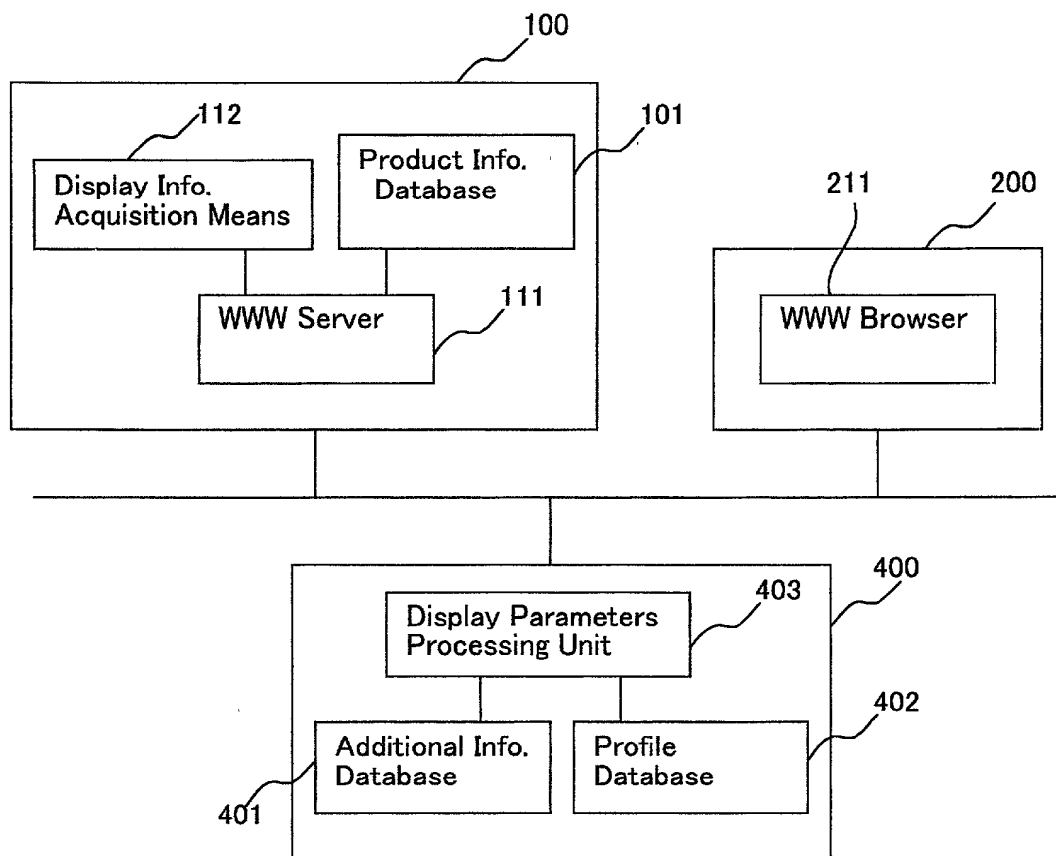 100
112
101
Display Info.
Acquisition Means
Product Info.
Database
211
200
WWW Server
111
WWW Browser
400
403
Display Parameters
Processing Unit
402
Additional Info.
Database
Profile
Database
401